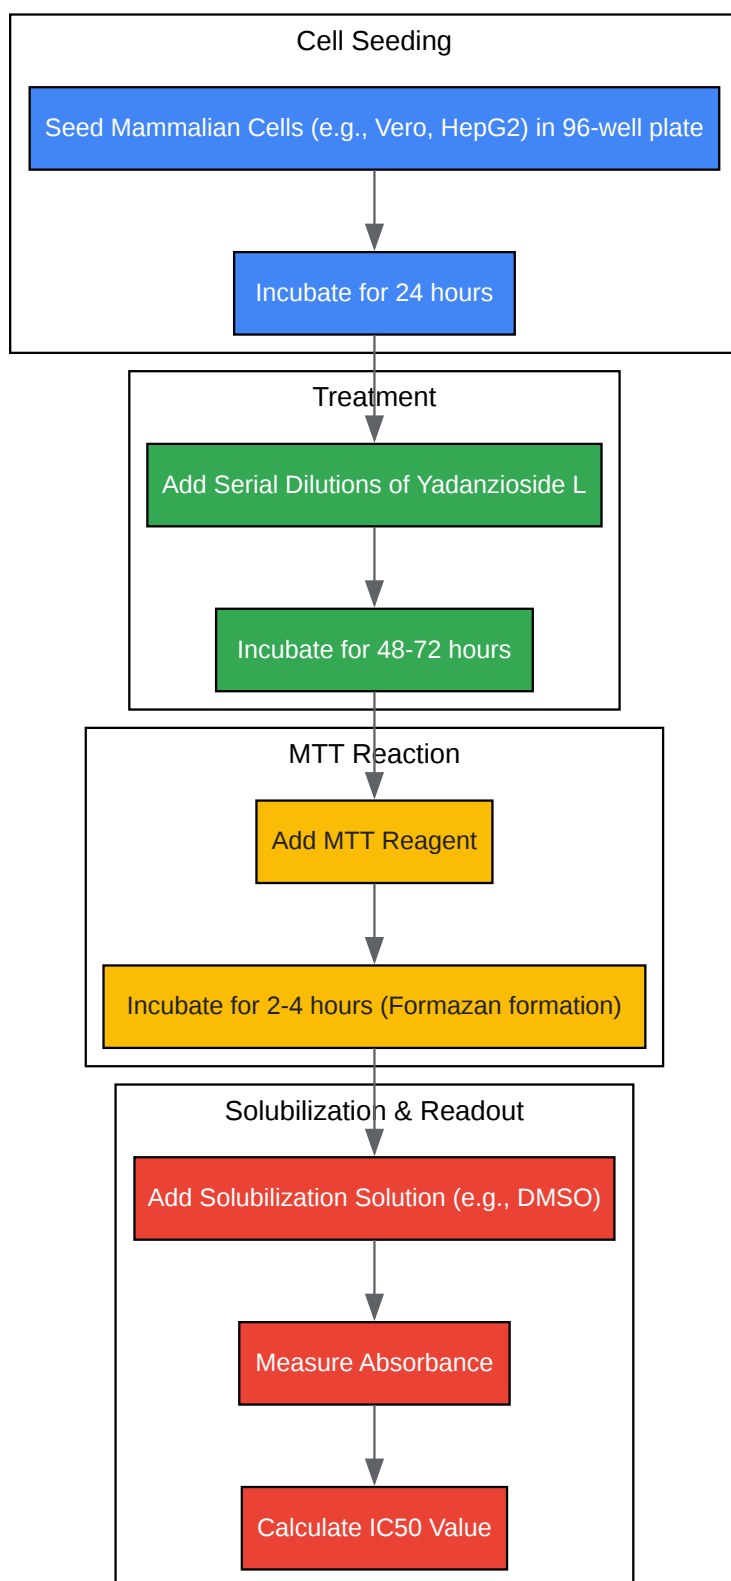 Cell Seeding
Seed Mammalian Cells (e.g., Vero, HepG2) in 96-well plate
Incubate for 24 hours
Treatment
Add Serial Dilutions of Yadanzioside L
Incubate for 48-72 hours
MTT Reaction
Add MTT Reagent
Incubate for 2-4 hours (Formazan formation)
Solubilization & Readout
Add Solubilization Solution (e.g., DMSO)
Measure Absorbance
Calculate IC50 Value